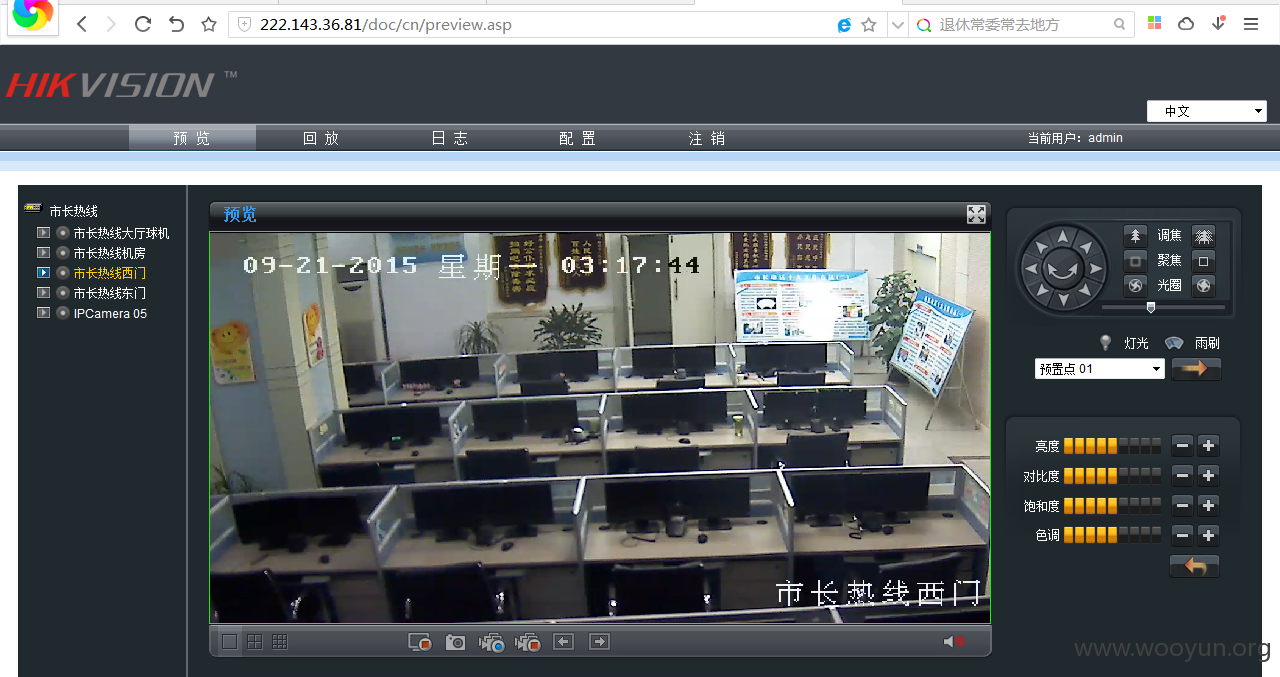 222.143.36.81/doc/cn/preview.asp
退休常委常去地方
HIKVISION ™
中文
预 览
回 放
日 志
配 置
注 销
当前用户：admin
市长热线
市长热线大厅球机
市长热线机房
市长热线西门
市长热线东门
IPCamera 05
预览
09-21-2015 星期一 03:17:44
市长热线西门
调焦
聚焦
光圈
灯光
雨刷
预置点 01
亮度
对比度
饱和度
色调
www.wooyun.org